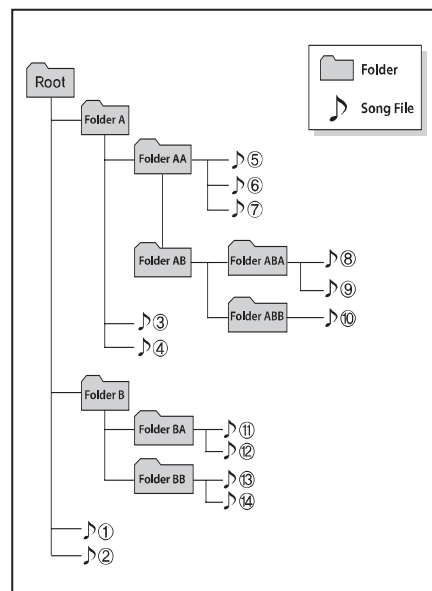 Root
Folder
Song File
Folder A
Folder AA
⑤
⑥
⑦
Folder AB
Folder ABA
⑧
⑨
Folder ABB
⑩
③
④
Folder B
Folder BA
⑪
⑫
Folder BB
⑬
⑭
①
②